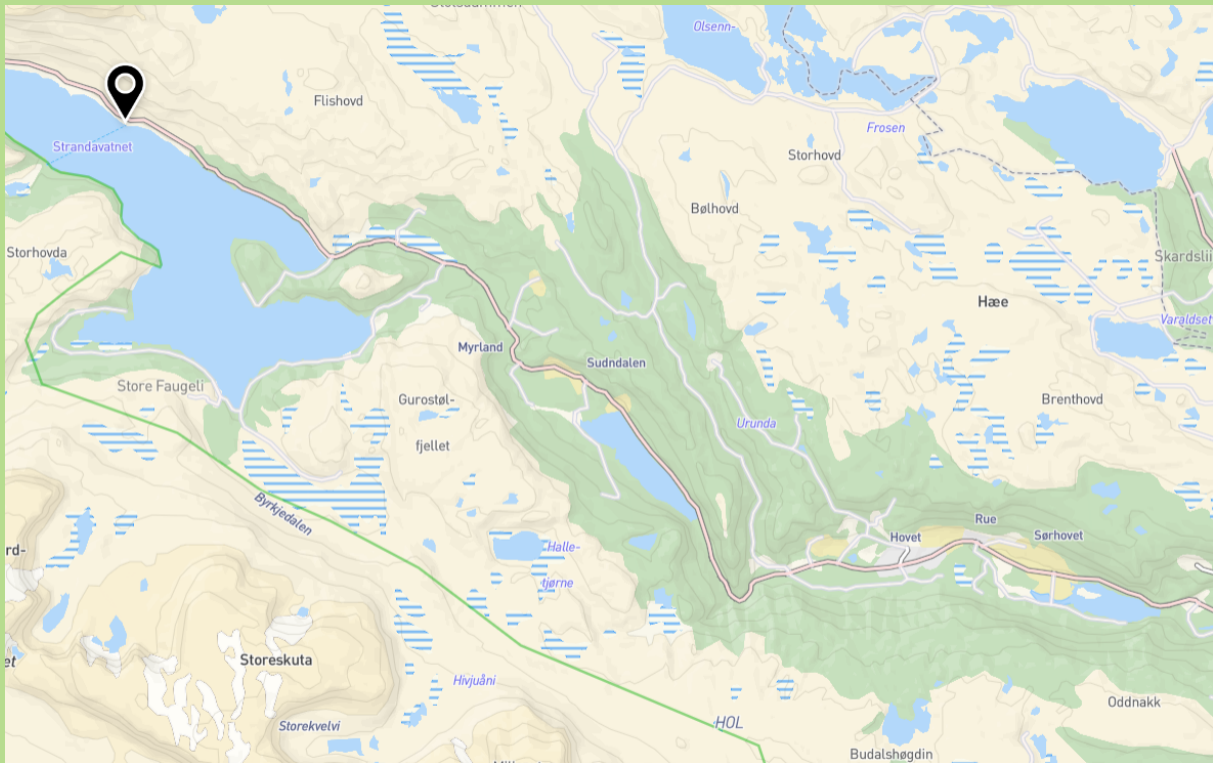 Olsenn-
Flishovd
Frosen
Strandavatnet
Storhovd
Bølhovd
Storhovda
Skardslii
Hæe
Varaldset
Myrland
Sudndalen
Store Faugeli
Gurostøl-
fjellet
Brenthovd
Urunda
Byrkjedalen
Rue
Hovet
Sørhovet
Halle-
tjørne
Storeskuta
Hivjuåni
Oddnakk
HOL
Storekvelvi
Budalshøgdin